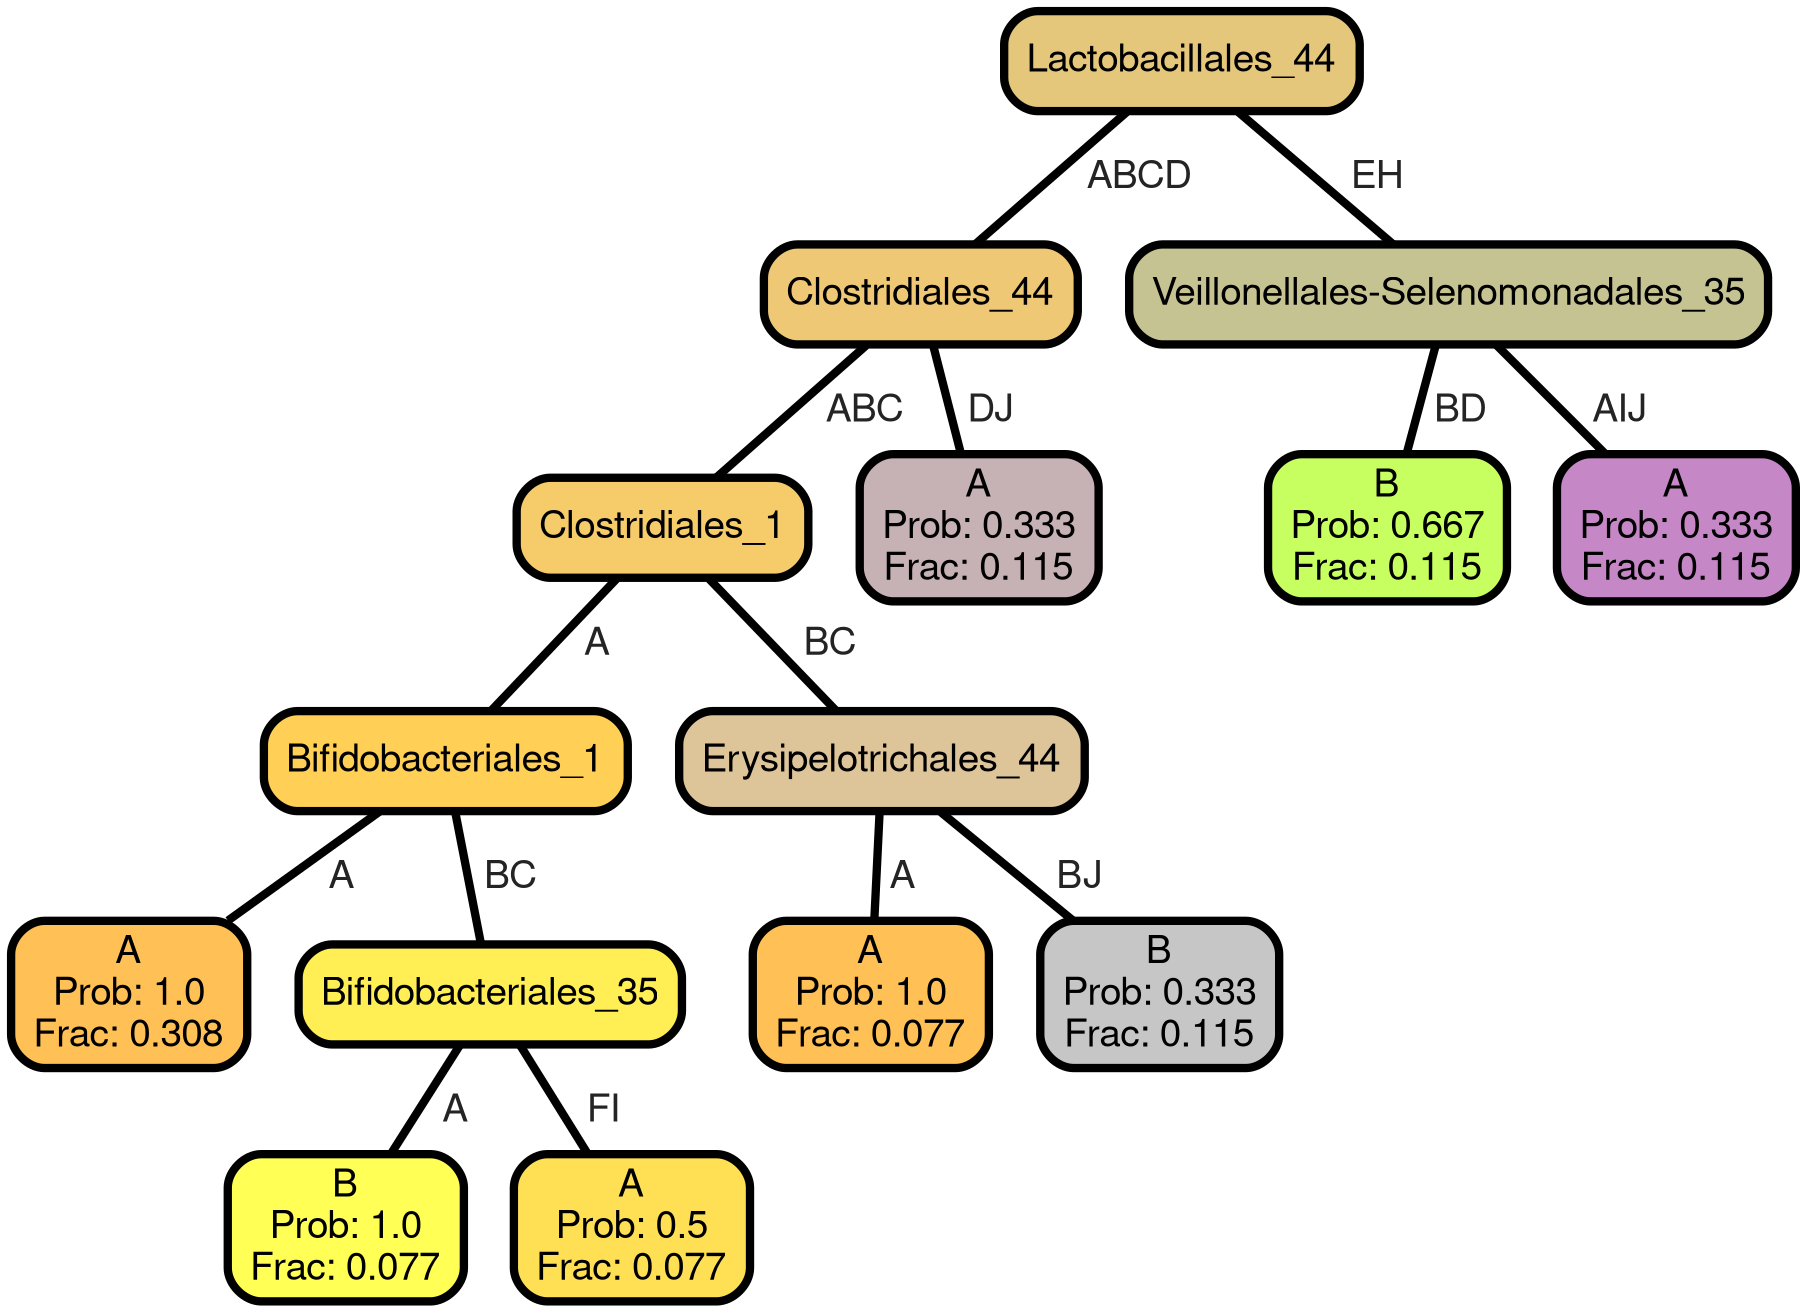 Lactobacillales_44
ABCD
EH
Clostridiales_44
Veillonellales-Selenomonadales_35
ABC
DJ
BD
AIJ
Clostridiales_1
A
Prob: 0.333
Frac: 0.115
B
Prob: 0.667
Frac: 0.115
A
Prob: 0.333
Frac: 0.115
A
BC
Bifidobacteriales_1
Erysipelotrichales_44
A
BC
A
BJ
A
Prob: 1.0
Frac: 0.308
Bifidobacteriales_35
A
Prob: 1.0
Frac: 0.077
B
Prob: 0.333
Frac: 0.115
A
FI
B
Prob: 1.0
Frac: 0.077
A
Prob: 0.5
Frac: 0.077